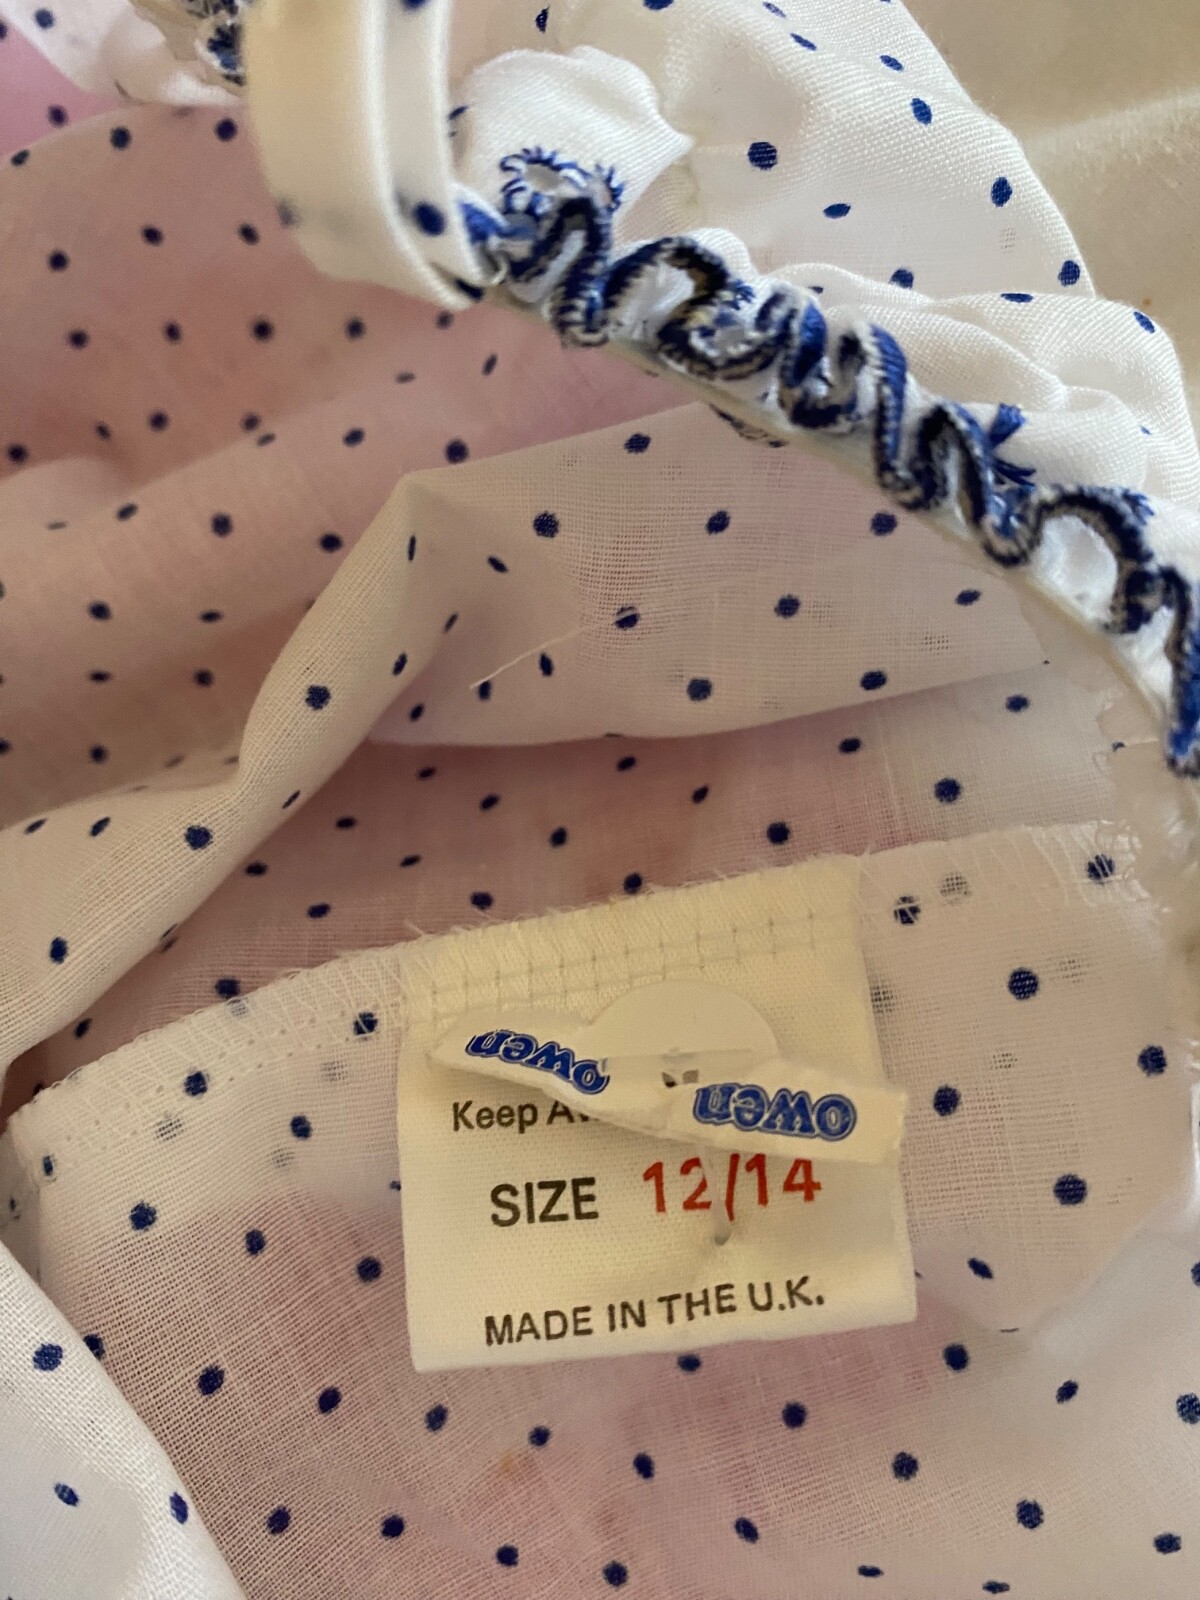 owen owen
Keep
SIZE 12/14
MADE IN THE U.K.